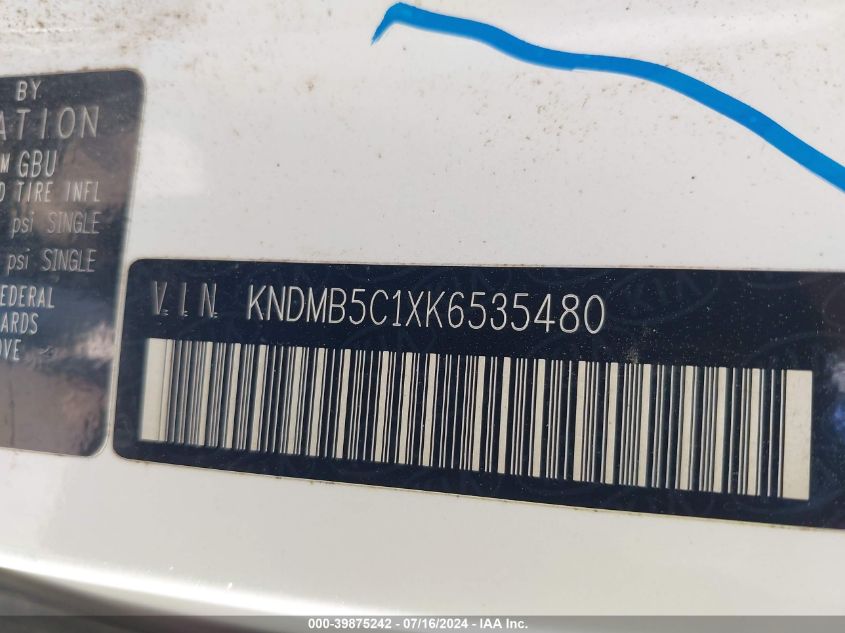 BY
ATION
M GBU
TIRE INFL
psi SINGLE
psi SINGLE
EDERAL
ARDS
OVE
VIN KNDMB5C1XK6535480
000-39875242 - 07/16/2024 - IAA Inc.